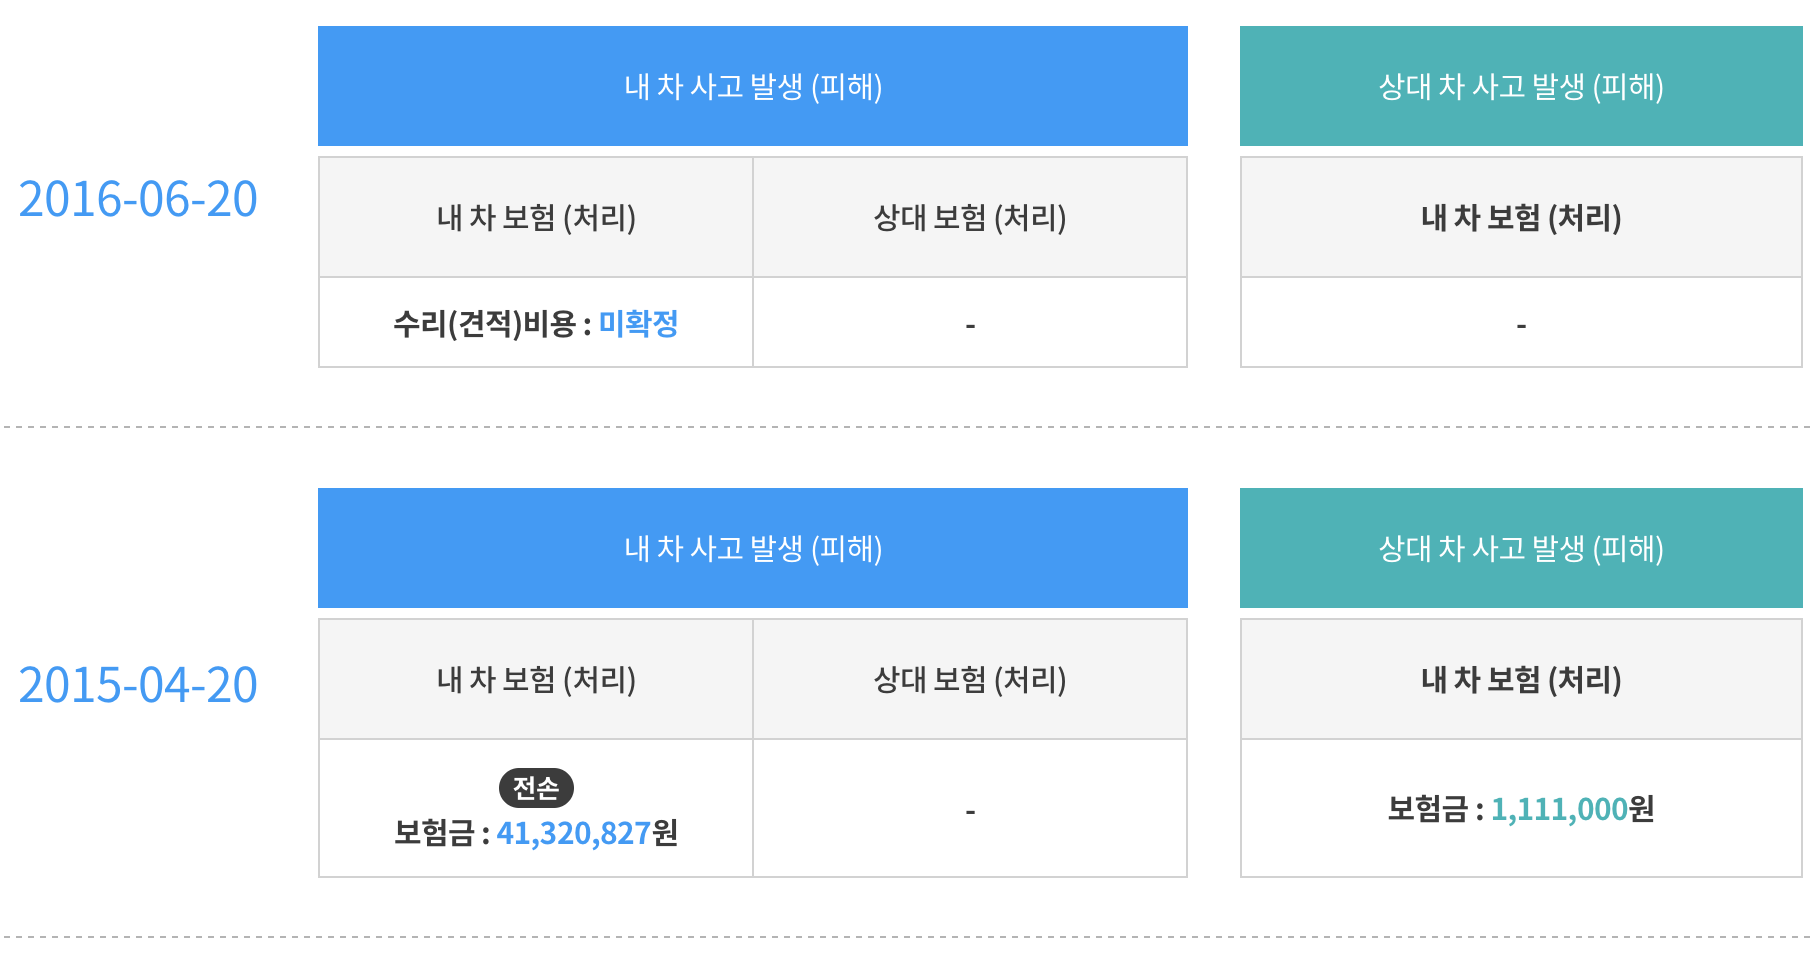 내 차 사고 발생 (피해)
상대 차 사고 발생 (피해)
2016-06-20
내 차 보험 (처리)
상대 보험 (처리)
내 차 보험 (처리)
수리(견적)비용 : 미확정
-
-
내 차 사고 발생 (피해)
상대 차 사고 발생 (피해)
2015-04-20
내 차 보험 (처리)
상대 보험 (처리)
내 차 보험 (처리)
전손
보험금 : 41,320,827원
-
보험금 : 1,111,000원